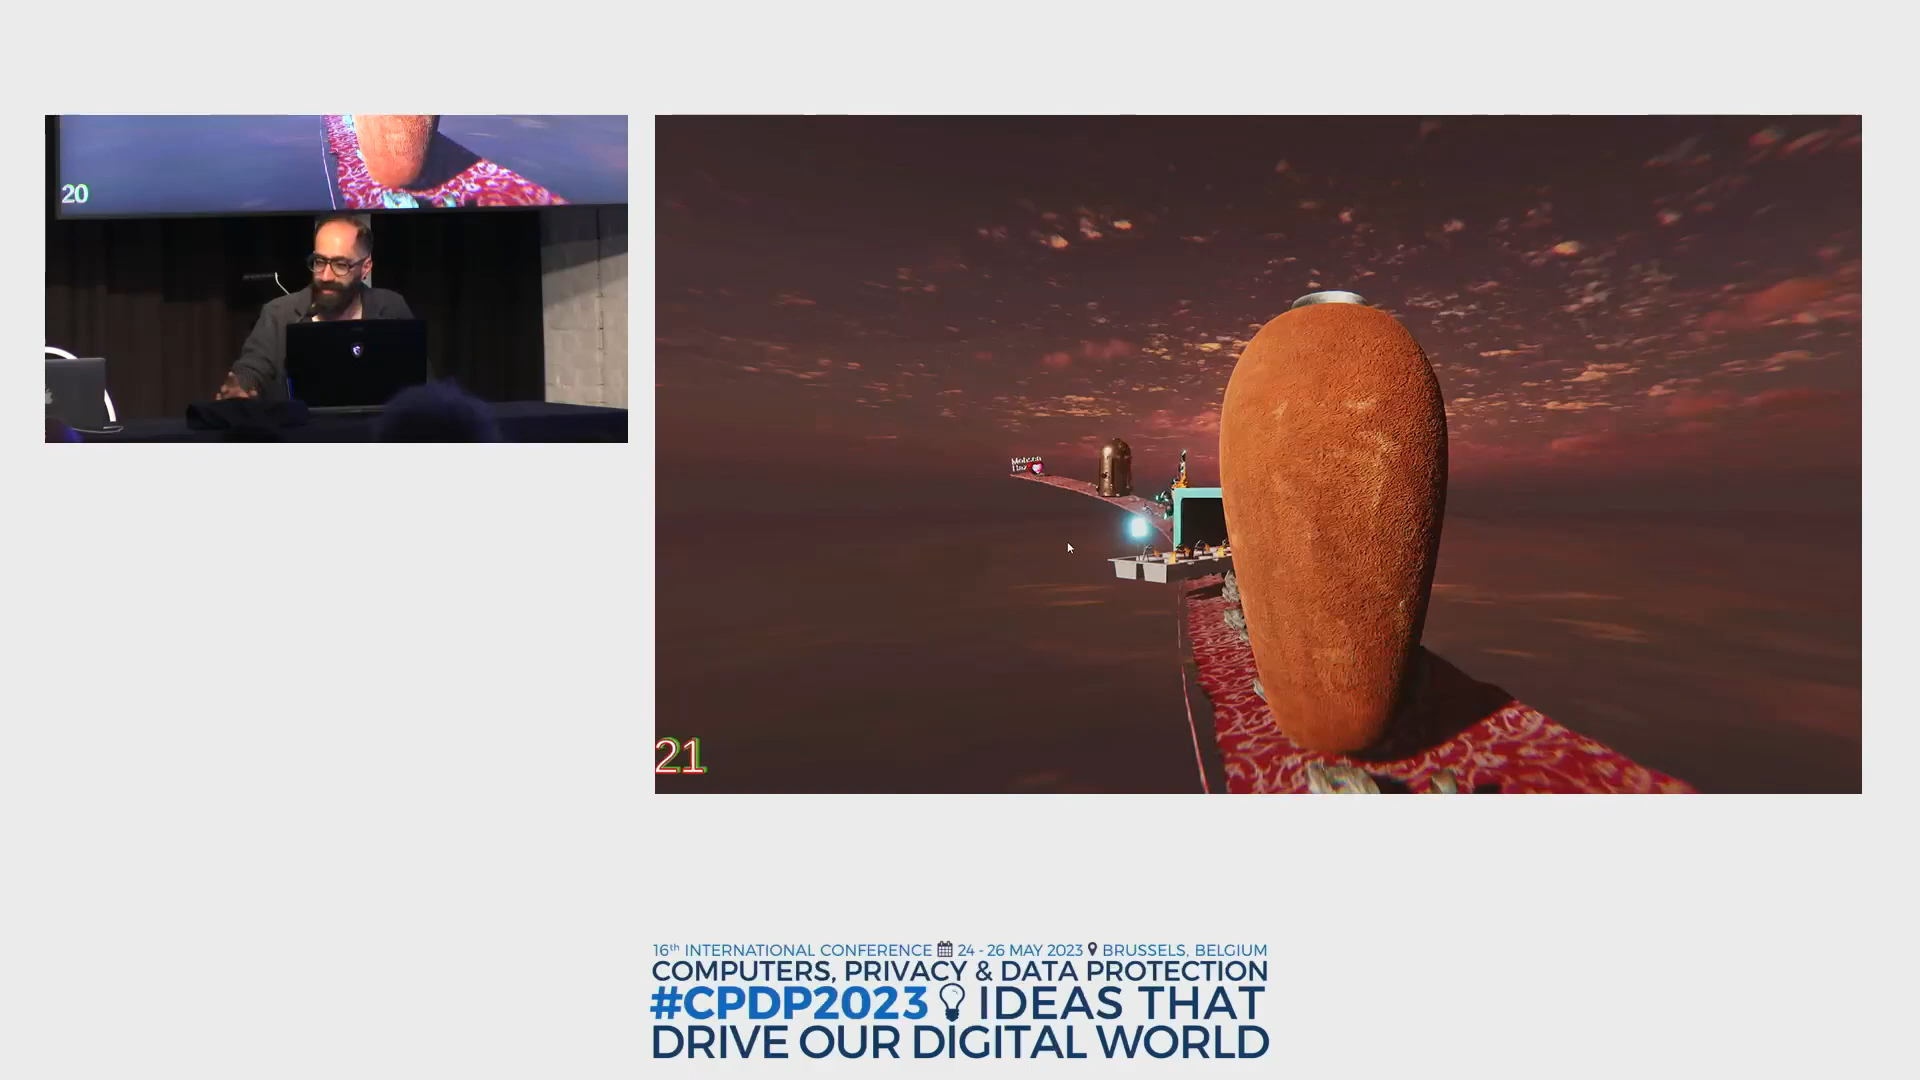 20
Mohsen
21
16th INTERNATIONAL CONFERENCE 24 - 26 MAY 2023 BRUSSELS, BELGIUM
COMPUTERS, PRIVACY & DATA PROTECTION
#CPDP2023 IDEAS THAT
DRIVE OUR DIGITAL WORLD